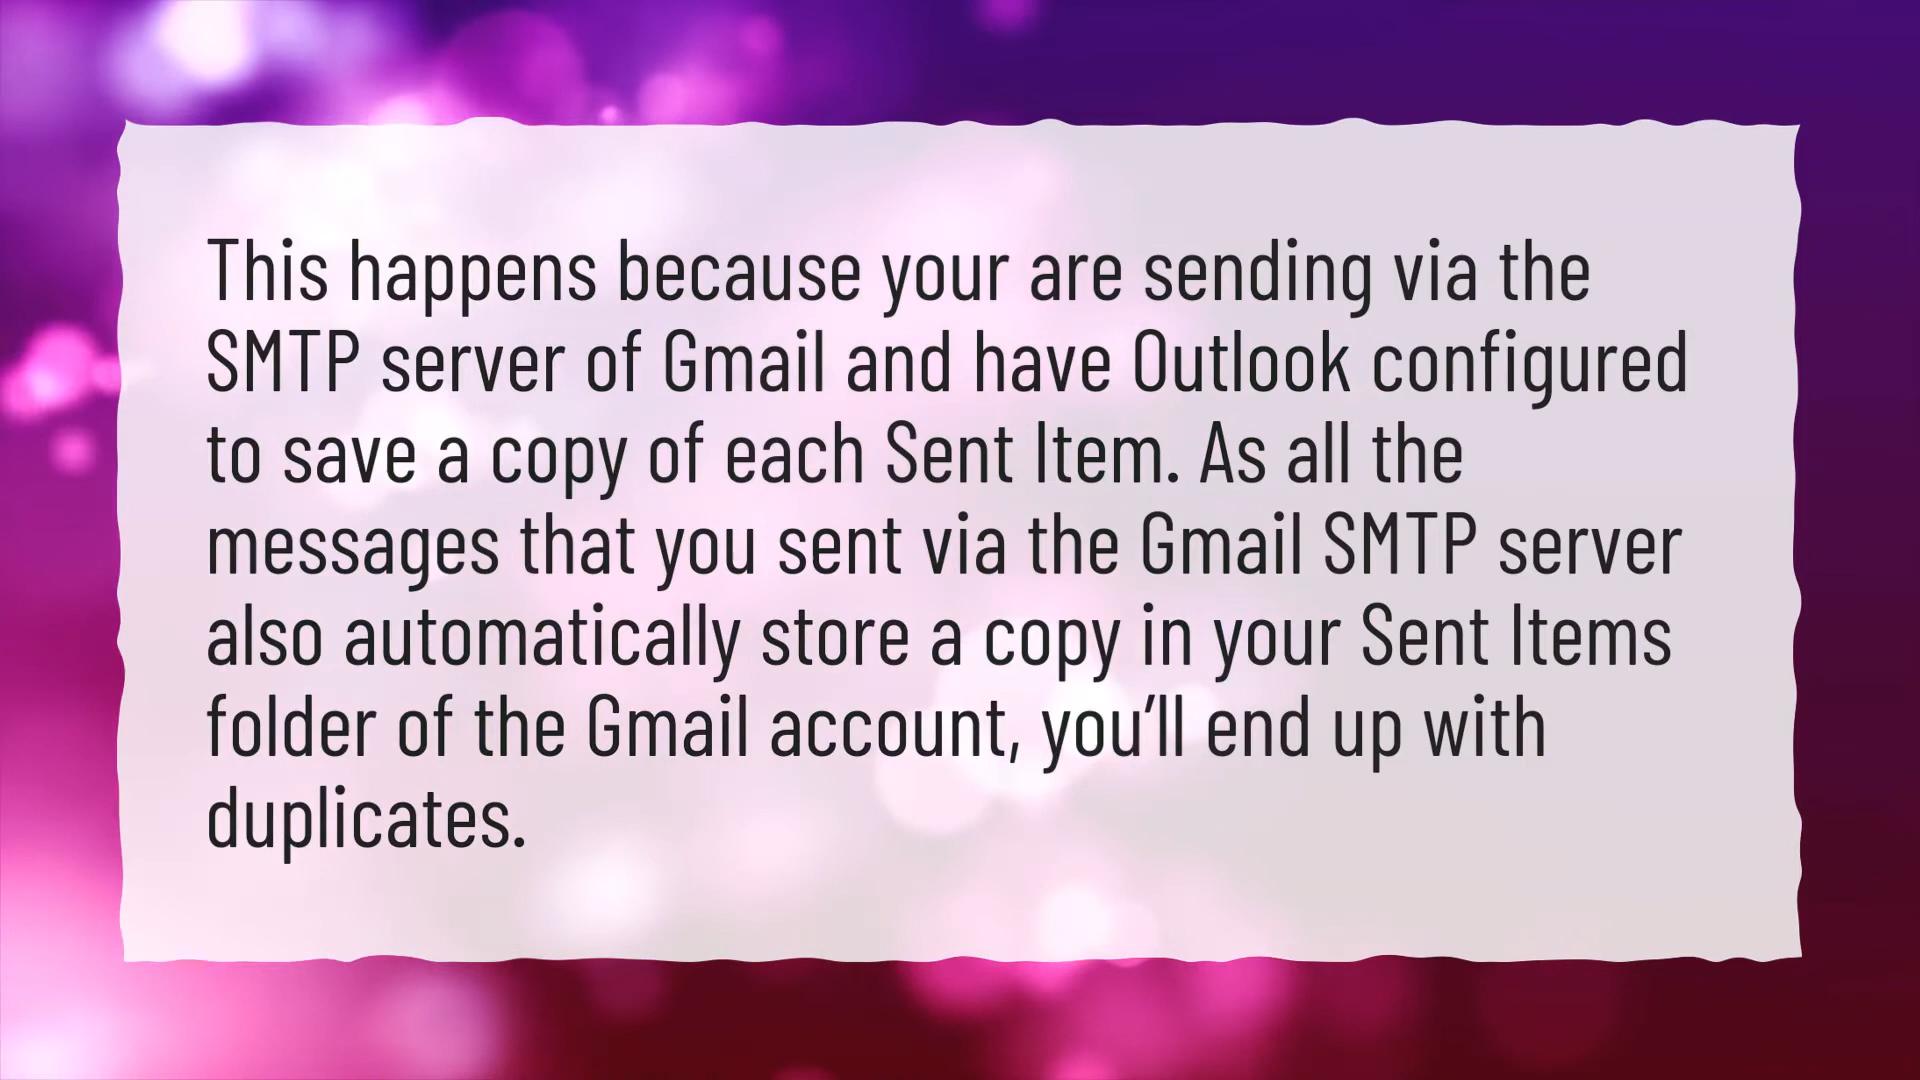 This happens because your are sending via the
SMTP server of Gmail and have Outlook configured
to save a copy of each Sent Item. As all the
messages that you sent via the Gmail SMTP server
also automatically store a copy in your Sent Items
folder of the Gmail account, you’ll end up with
duplicates.